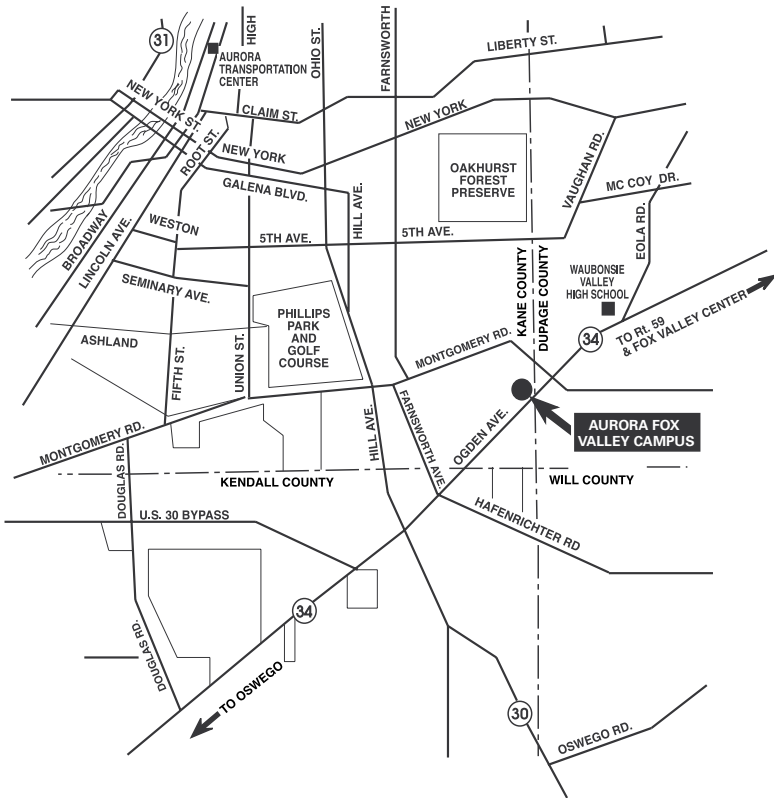 31
HIGH
OHIO ST.
FARNSWORTH
LIBERTY ST.
AURORA
TRANSPORTATION
CENTER
NEW YORK ST.
CLAIM ST.
NEW YORK
ROOT ST.
NEW YORK
VAUGHAN RD.
OAKHURST
FOREST
PRESERVE
GALENA BLVD.
MC COY DR.
HILL AVE.
WESTON
5TH AVE.
5TH AVE.
EOLA RD.
BROADWAY
LINCOLN AVE.
KANE COUNTY
DUPAGE COUNTY
WAUBONSIE
VALLEY
HIGH SCHOOL
SEMINARY AVE.
PHILLIPS
PARK
AND
GOLF
COURSE
TO Rt. 59
& FOX VALLEY CENTER
34
ASHLAND
FIFTH ST.
UNION ST.
MONTGOMERY RD.
MONTGOMERY RD.
HILL AVE.
FARNSWORTH AVE.
OGDEN AVE.
AURORA FOX
VALLEY CAMPUS
DOUGLAS RD.
KENDALL COUNTY
WILL COUNTY
U.S. 30 BYPASS
HAFENRICHTER RD
34
DOUGLAS RD.
TO OSWEGO
30
OSWEGO RD.